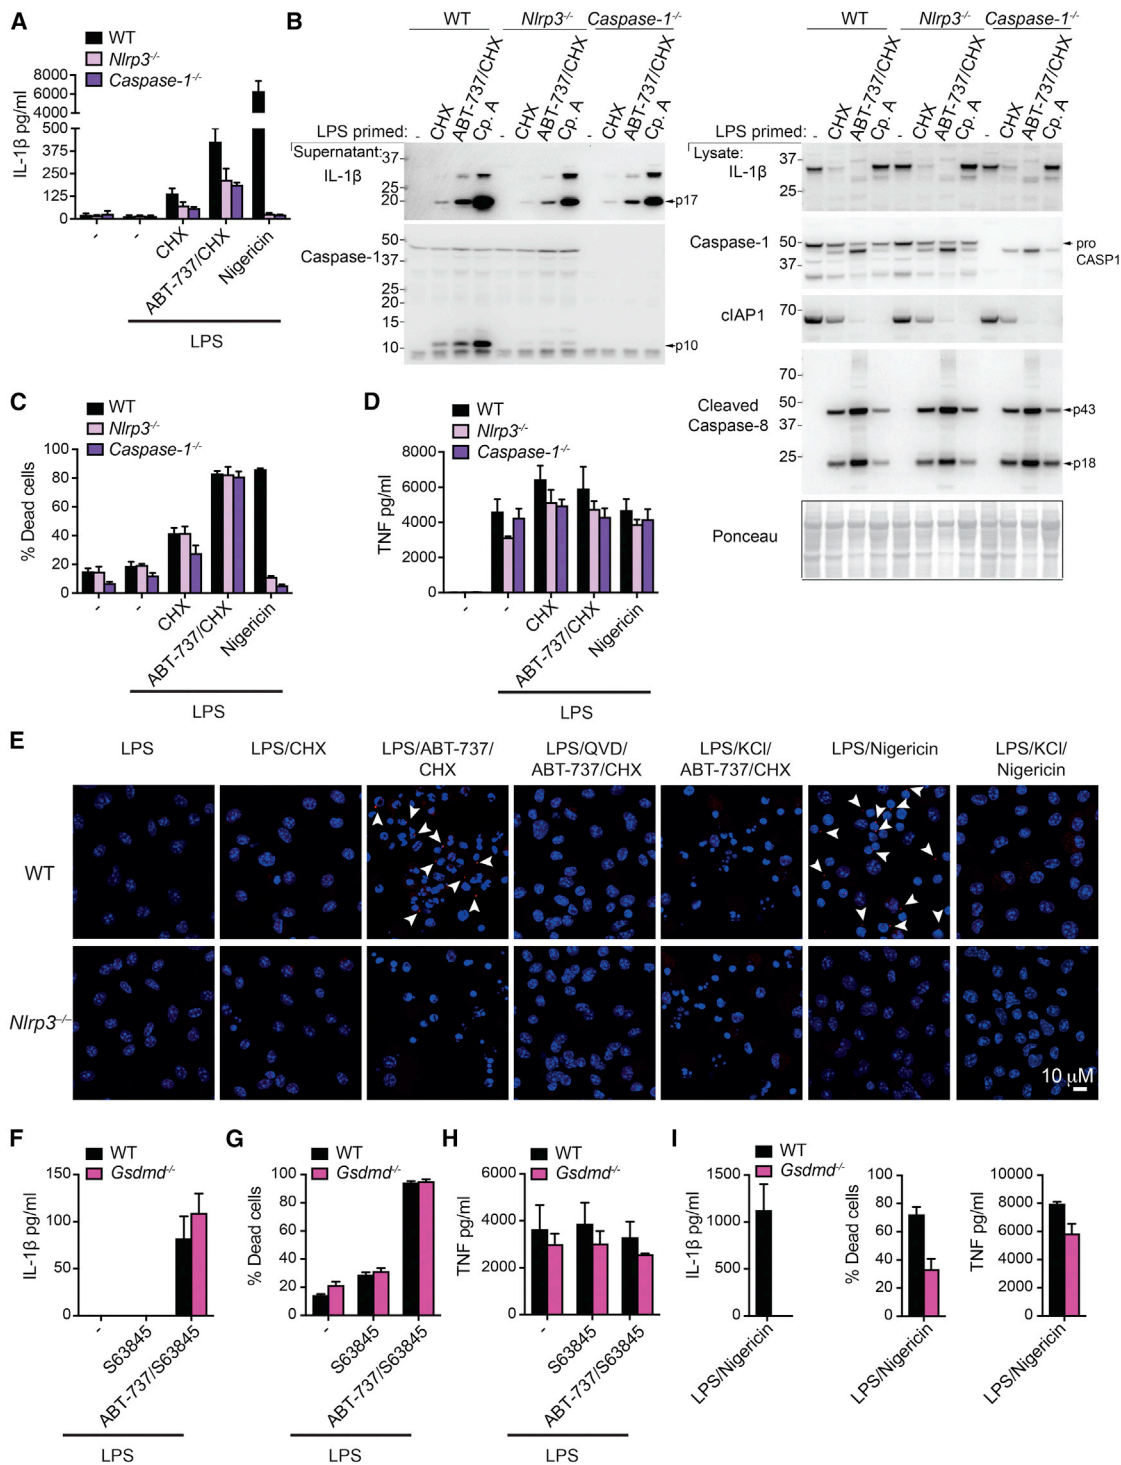 A
WT
Nlrp3-/-
Caspase-1-/-
IL-1β pg/ml
8000
6000
4000
500
375
250
125
0
-
-
CHX
ABT-737/CHX
Nigericin
LPS
B
WT
Nlrp3-/-
Caspase-1-/-
LPS primed:
-
CHX
ABT-737/CHX
Cp. A
-
CHX
ABT-737/CHX
Cp. A
-
CHX
ABT-737/CHX
Cp. A
Supernatant:
IL-1β
37
25
20
p17
Caspase-1
50
37
25
20
15
10
p10
WT
Nlrp3-/-
Caspase-1-/-
LPS primed:
-
CHX
ABT-737/CHX
Cp. A
-
CHX
ABT-737/CHX
Cp. A
-
CHX
ABT-737/CHX
Cp. A
Lysate:
IL-1β
37
25
Caspase-1
50
37
pro
CASP1
cIAP1
70
Cleaved
Caspase-8
70
50
37
25
p43
p18
Ponceau
C
WT
Nlrp3-/-
Caspase-1-/-
% Dead cells
100
80
60
40
20
0
-
-
CHX
ABT-737/CHX
Nigericin
LPS
D
WT
Nlrp3-/-
Caspase-1-/-
TNF pg/ml
8000
6000
4000
2000
0
-
-
CHX
ABT-737/CHX
Nigericin
LPS
E
LPS
LPS/CHX
LPS/ABT-737/
CHX
LPS/QVD/
ABT-737/CHX
LPS/KCl/
ABT-737/CHX
LPS/Nigericin
LPS/KCl/
Nigericin
WT
Nlrp3-/-
10 µM
F
WT
Gsdmd-/-
IL-1β pg/ml
150
100
50
0
-
S63845
ABT-737/S63845
LPS
G
WT
Gsdmd-/-
% Dead cells
100
80
60
40
20
0
-
S63845
ABT-737/S63845
LPS
H
WT
Gsdmd-/-
TNF pg/ml
6000
4000
2000
0
-
S63845
ABT-737/S63845
LPS
I
WT
Gsdmd-/-
IL-1β pg/ml
1500
1000
500
0
LPS/Nigericin
% Dead cells
100
80
60
40
20
0
LPS/Nigericin
TNF pg/ml
10000
8000
6000
4000
2000
0
LPS/Nigericin